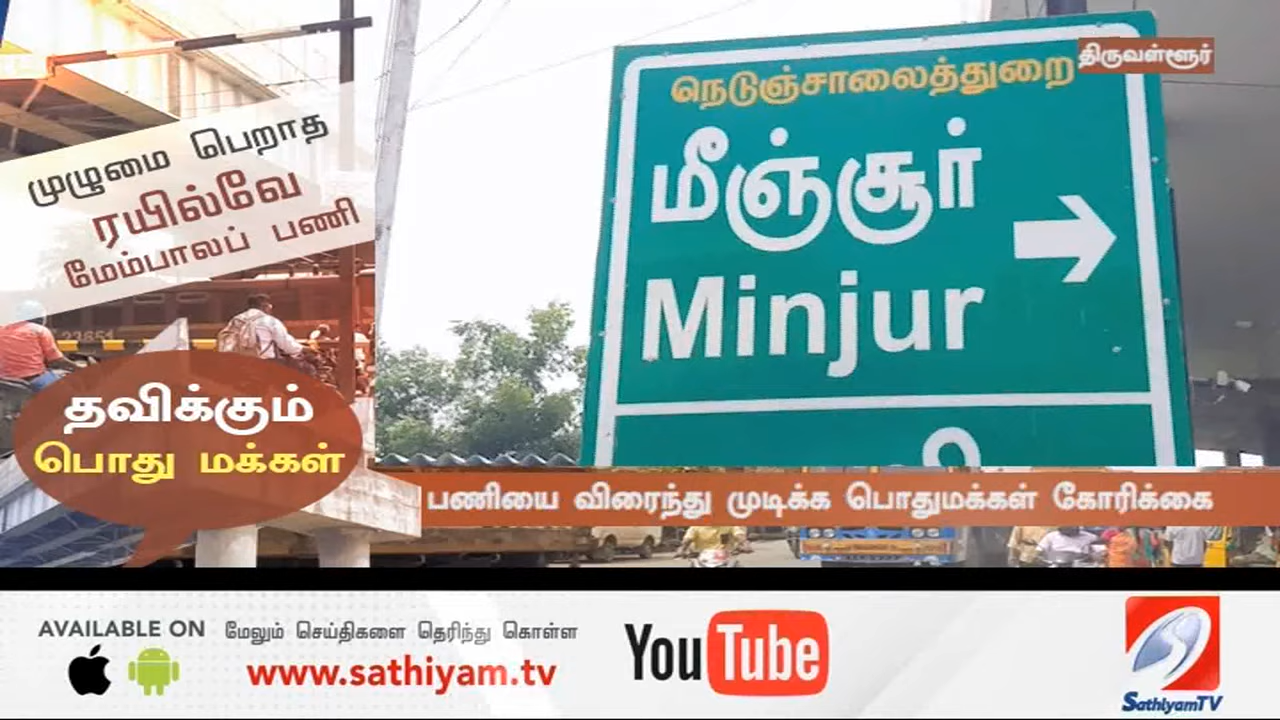 முழுமை பெறாத
ரயில்வே
மேம்பாலப் பணி
தவிக்கும்
பொது மக்கள்
திருவள்ளூர்
நெடுஞ்சாலைத்துறை
மீஞ்சூர்
Minjur
22651
பணியை விரைந்து முடிக்க பொதுமக்கள் கோரிக்கை
AVAILABLE ON
மேலும் செய்திகளை தெரிந்து கொள்ள
www.sathiyam.tv
YouTube
SathiyamTV